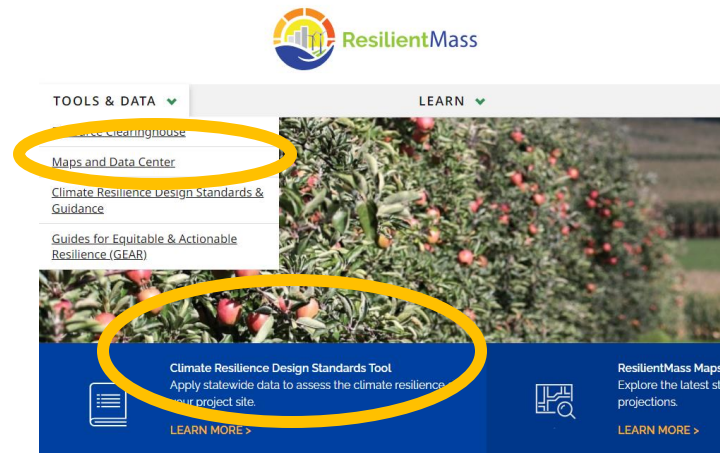 ResilientMass
TOOLS & DATA
LEARN
Clearinghouse
Maps and Data Center
Climate Resilience Design Standards &
Guidance
Guides for Equitable & Actionable
Resilience (GEAR)
Climate Resilience Design Standards Tool
Apply statewide data to assess the climate resilience
your project site.
LEARN MORE >
ResilientMass Maps
Explore the latest
projections.
LEARN MORE >